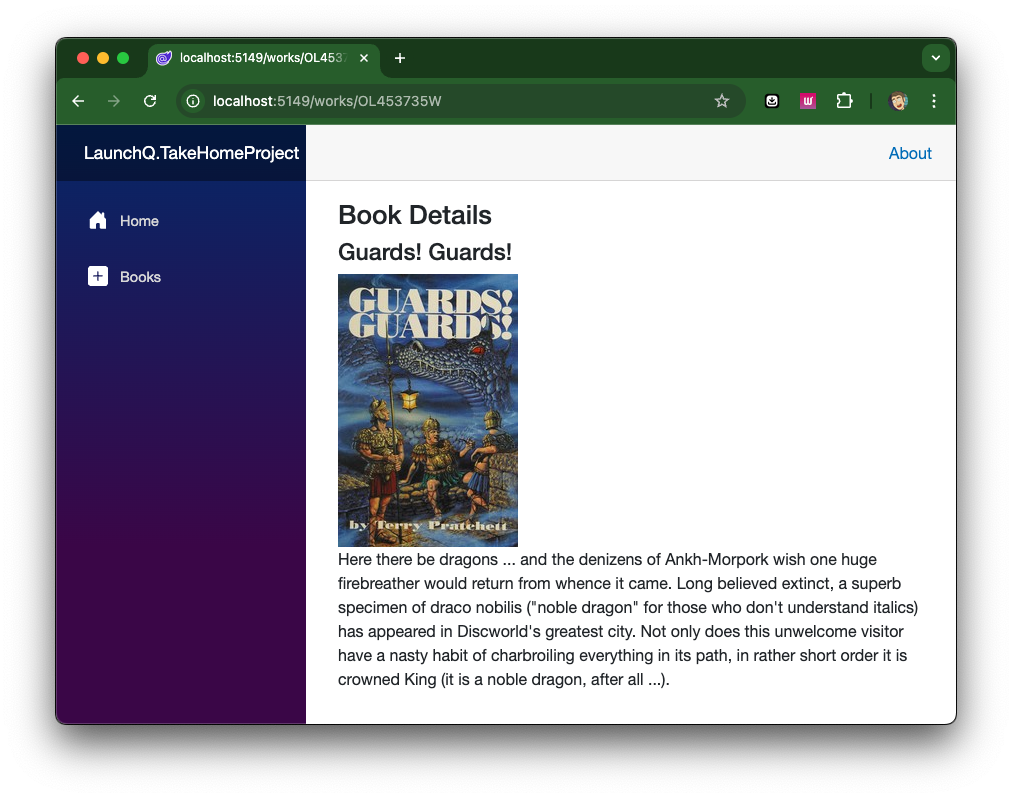 localhost:5149/works/OL4537
localhost:5149/works/OL453735W
LaunchQ.TakeHomeProject
About
Home
Books
Book Details
Guards! Guards!
GUARDS!
GUARDS!
by Terry Pratchett
Here there be dragons ... and the denizens of Ankh-Morpork wish one huge
firebreather would return from whence it came. Long believed extinct, a superb
specimen of draco nobilis ("noble dragon" for those who don't understand italics)
has appeared in Discworld's greatest city. Not only does this unwelcome visitor
have a nasty habit of charbroiling everything in its path, in rather short order it is
crowned King (it is a noble dragon, after all ...).